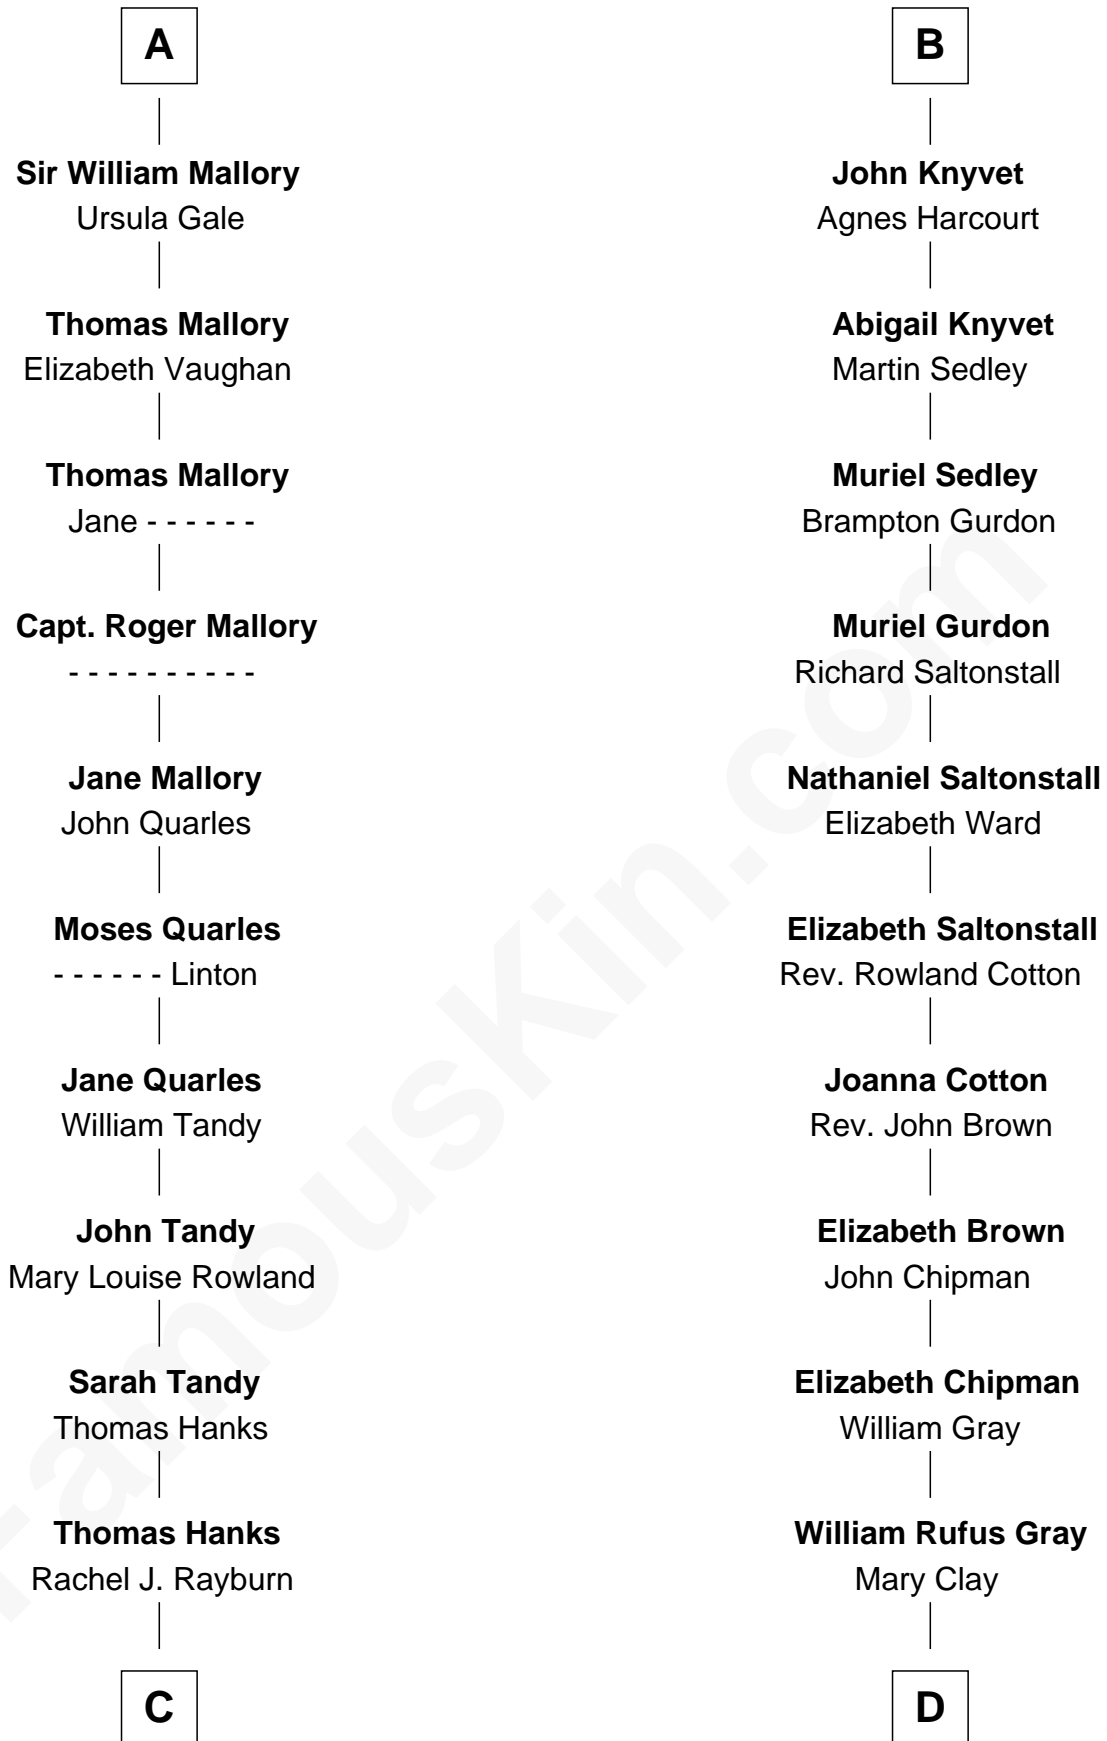 A
Sir William Mallory
Ursula Gale
Thomas Mallory
Elizabeth Vaughan
Thomas Mallory
Jane - - - - - -
Capt. Roger Mallory
- - - - - - - - - -
Jane Mallory
John Quarles
Moses Quarles
- - - - - - Linton
Jane Quarles
William Tandy
John Tandy
Mary Louise Rowland
Sarah Tandy
Thomas Hanks
Thomas Hanks
Rachel J. Rayburn
C
B
John Knyvet
Agnes Harcourt
Abigail Knyvet
Martin Sedley
Muriel Sedley
Brampton Gurdon
Muriel Gurdon
Richard Saltonstall
Nathaniel Saltonstall
Elizabeth Ward
Elizabeth Saltonstall
Rev. Rowland Cotton
Joanna Cotton
Rev. John Brown
Elizabeth Brown
John Chipman
Elizabeth Chipman
William Gray
William Rufus Gray
Mary Clay
D
FamousKin.com